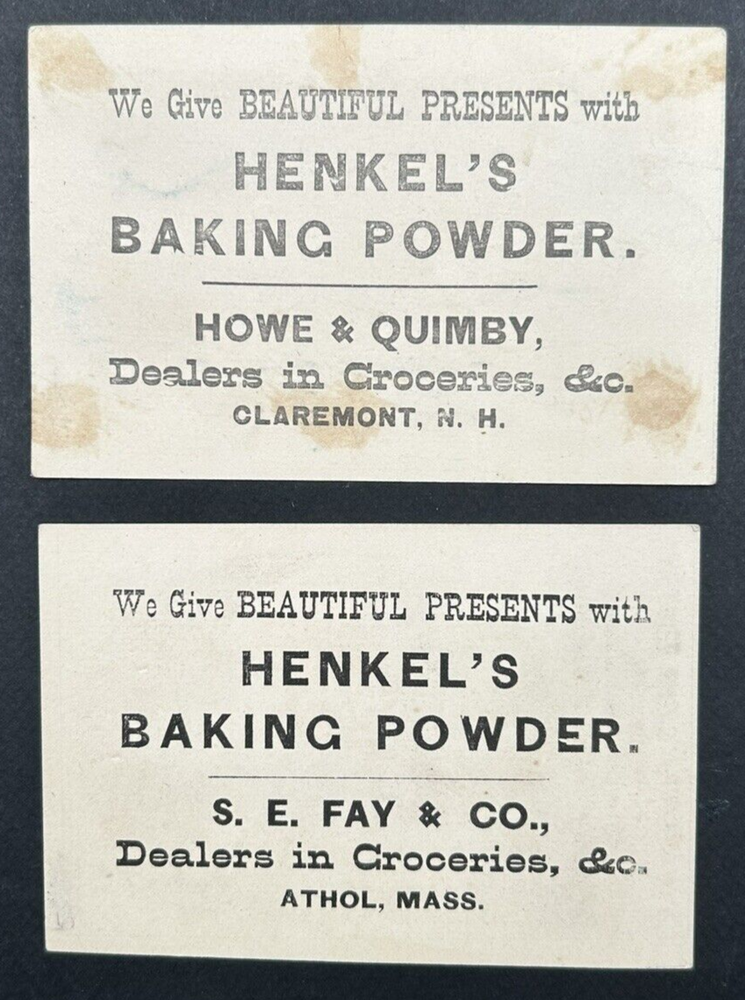 We Give BEAUTIFUL PRESENTS with
HENKEL'S
BAKING POWDER.
HOWE & QUIMBY,
Dealers in Groceries, &c.
CLAREMONT, N. H.
We Give BEAUTIFUL PRESENTS with
HENKEL'S
BAKING POWDER.
S. E. FAY & CO.,
Dealers in Groceries, &c.
ATHOL, MASS.